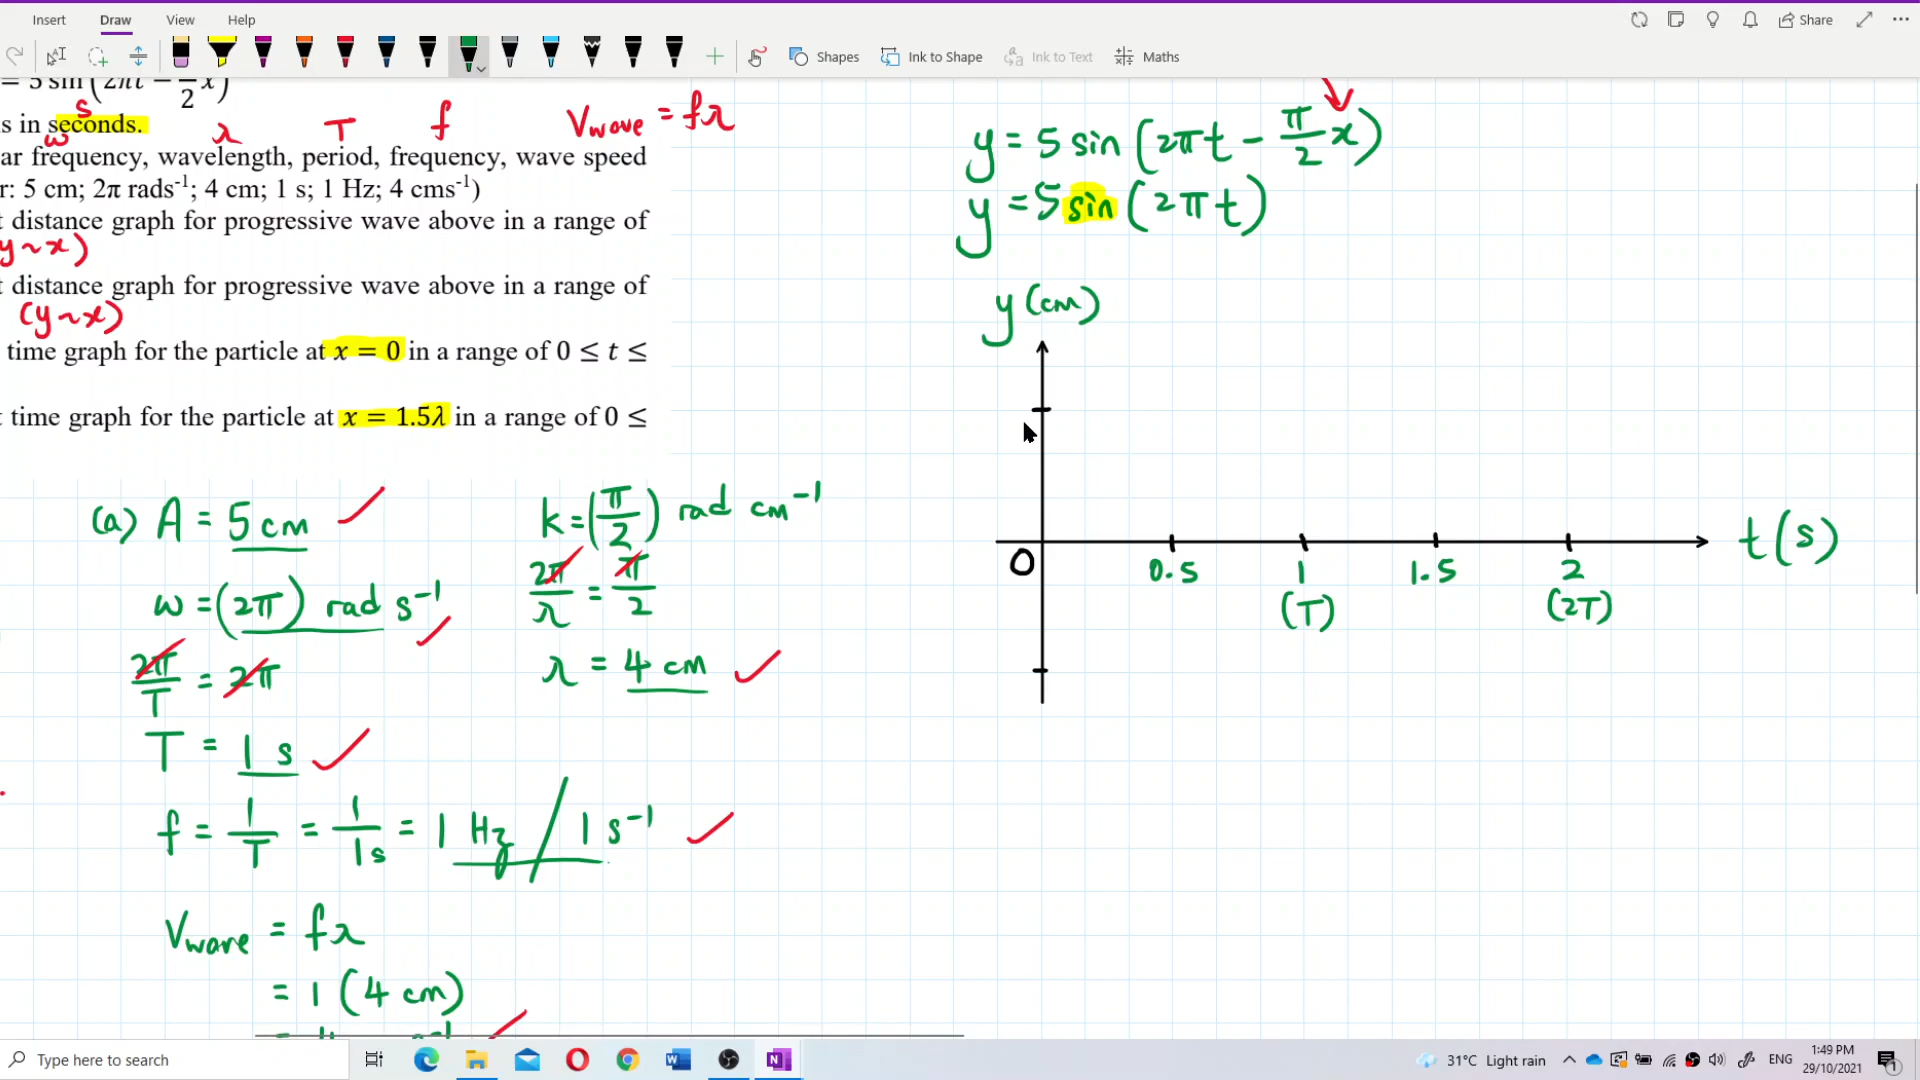 Insert Draw View Help Share
Shapes Ink to Shape Ink to Text Maths
= 5 sin (2πt − π/2 x)
s in seconds.
s
w λ T f Vwave = fλ
ar frequency, wavelength, period, frequency, wave speed
r: 5 cm; 2π rads⁻¹; 4 cm; 1 s; 1 Hz; 4 cms⁻¹)
t distance graph for progressive wave above in a range of
y ~ x)
t distance graph for progressive wave above in a range of
(y ~ x)
time graph for the particle at x = 0 in a range of 0 ≤ t ≤
t time graph for the particle at x = 1.5λ in a range of 0 ≤
(a) A = 5 cm
ω = (2π) rad s⁻¹
2π/T = 2π
T = 1 s
f = 1/T = 1/1s = 1 Hz / 1 s⁻¹
Vwave = fλ
= 1 (4 cm)
k = (π/2) rad cm⁻¹
2π/λ = π/2
λ = 4 cm
y = 5 sin (2πt − π/2 x)
y = 5 sin (2πt)
y (cm)
0 0.5 1 1.5 2 t(s)
(T) (2T)
Type here to search 31°C Light rain ENG 1:49 PM
29/10/2021
1